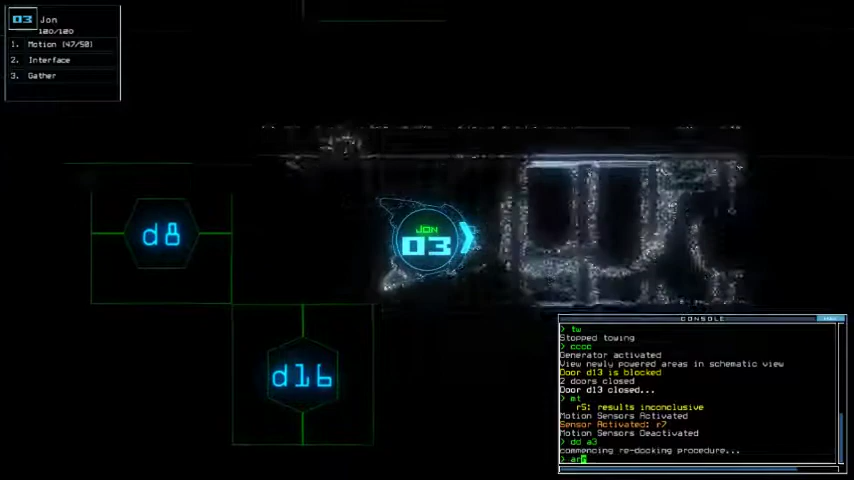 03 Jon
100/100
1. Motion (47/50)
2. Interface
3. Gather
d8
JON
03
d16
CONSOLE
> tw
Stopped towing
> cccc
Generator activated
View newly powered areas in schematic view
Door d13 is blocked
2 doors closed
Door d13 closed...
> mt
r5: results inconclusive
Motion Sensors Activated
Sensor Activated: r7
Motion Sensors Deactivated
> dd a3
commencing re-docking procedure...
> arr